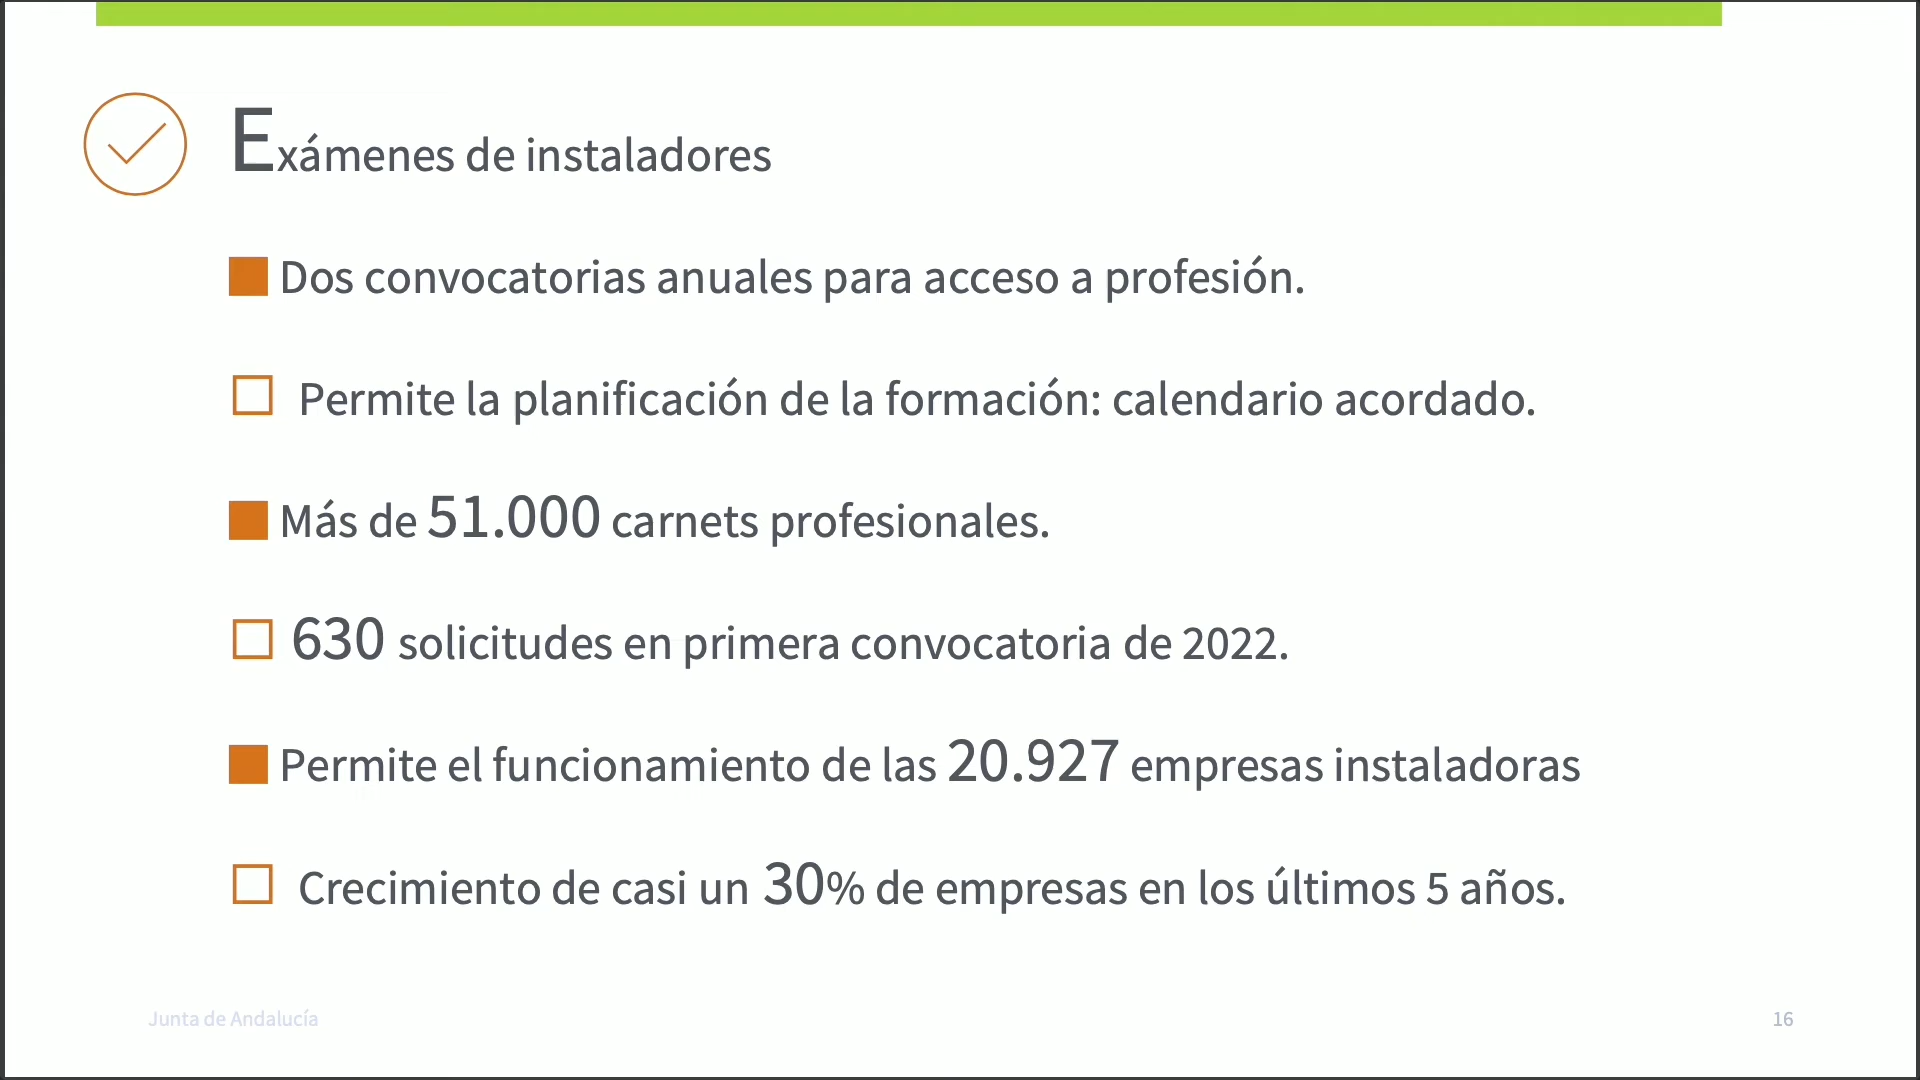 Exámenes de instaladores
Dos convocatorias anuales para acceso a profesión.
Permite la planificación de la formación: calendario acordado.
Más de 51.000 carnets profesionales.
630 solicitudes en primera convocatoria de 2022.
Permite el funcionamiento de las 20.927 empresas instaladoras
Crecimiento de casi un 30% de empresas en los últimos 5 años.
Junta de Andalucía
16